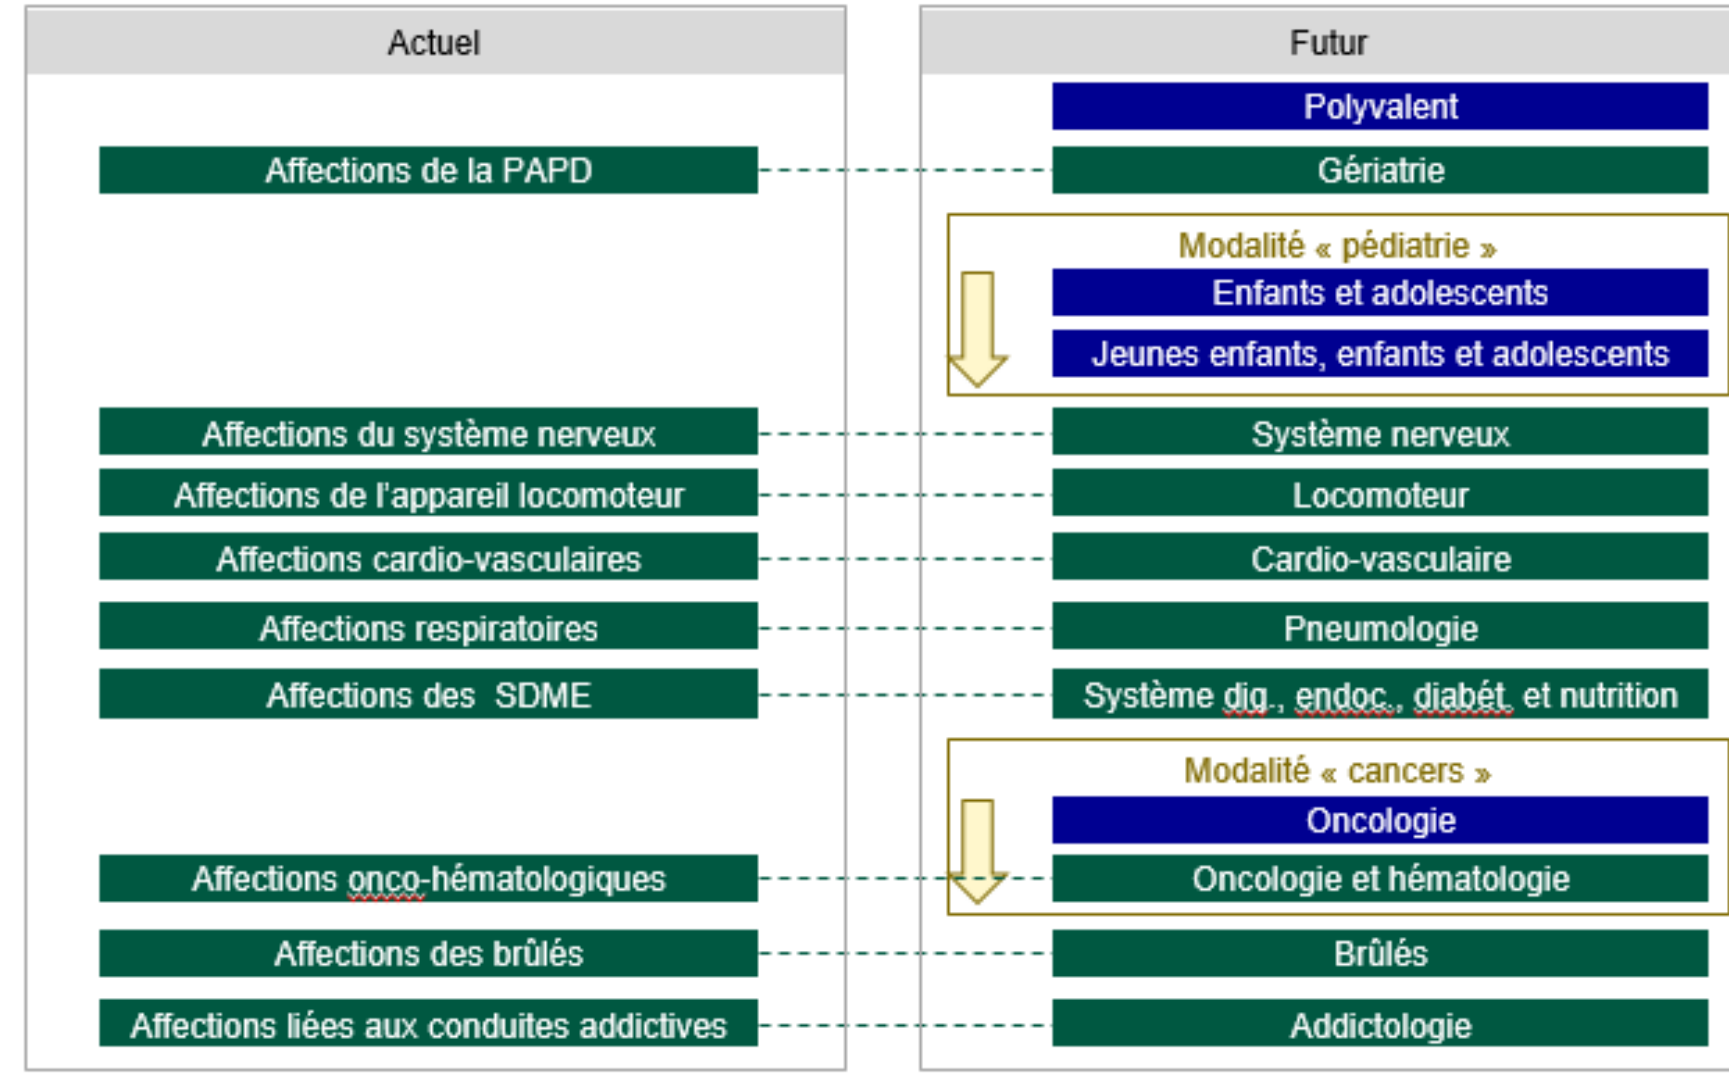 Actuel
Futur
Polyvalent
Affections de la PAPD
Gériatrie
Modalité « pédiatrie »
Enfants et adolescents
Jeunes enfants, enfants et adolescents
Affections du système nerveux
Système nerveux
Affections de l'appareil locomoteur
Locomoteur
Affections cardio-vasculaires
Cardio-vasculaire
Affections respiratoires
Pneumologie
Affections des  SDME
Système dig., endoc., diabét. et nutrition
Modalité « cancers »
Oncologie
Affections onco-hématologiques
Oncologie et hématologie
Affections des brûlés
Brûlés
Affections liées aux conduites addictives
Addictologie